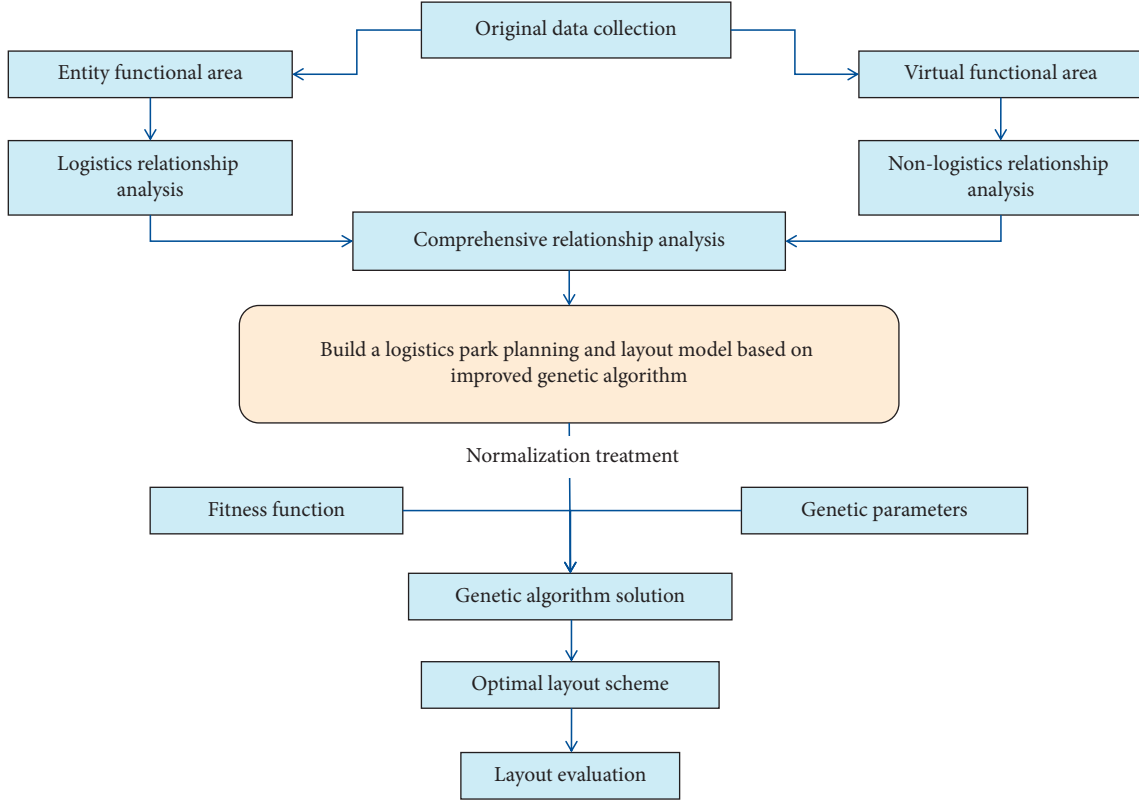 Original data collection
Entity functional area
Virtual functional area
Logistics relationship
analysis
Non-logistics relationship
analysis
Comprehensive relationship analysis
Build a logistics park planning and layout model based on
improved genetic algorithm
Normalization treatment
Fitness function
Genetic parameters
Genetic algorithm solution
Optimal layout scheme
Layout evaluation